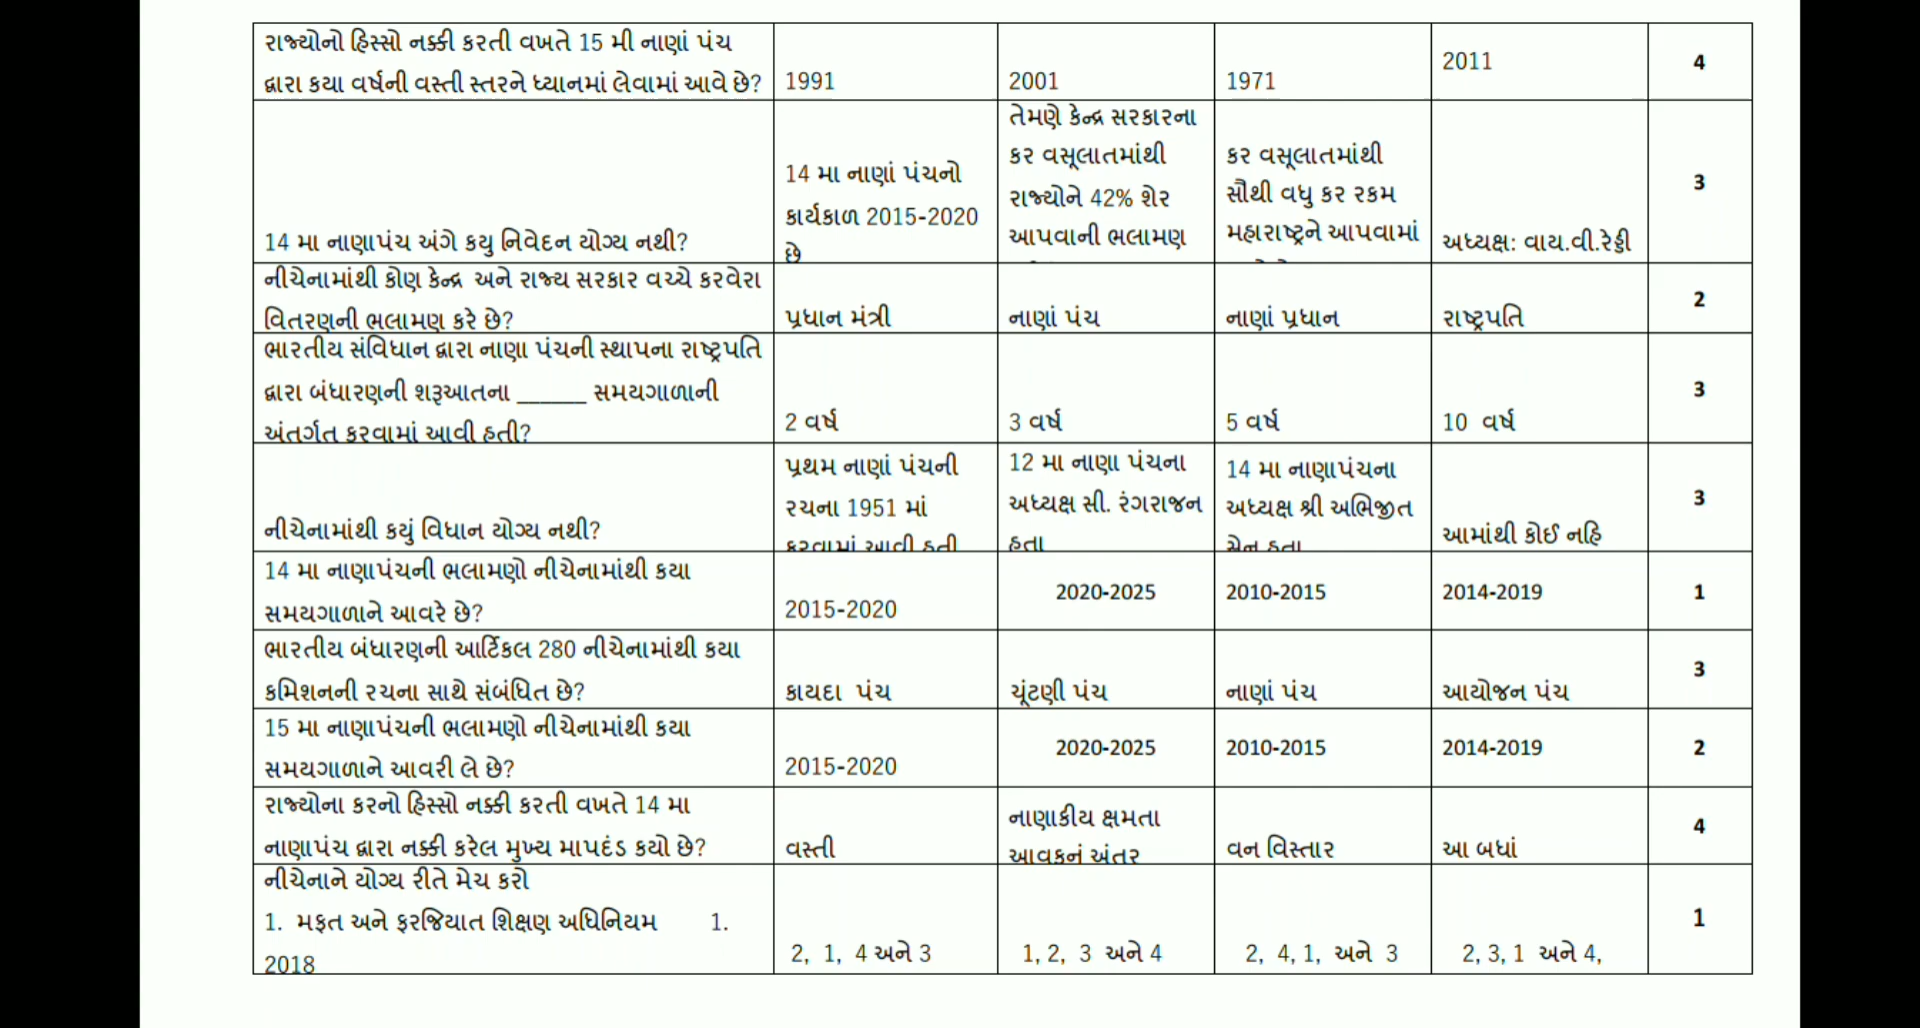 રાજ્યોનો હિસ્સો નક્કી કરતી વખતે 15 મી નાણાં પંચ
દ્વારા કયા વર્ષની વસ્તી સ્તરને ધ્યાનમાં લેવામાં આવે છે?
1991
2001
1971
2011
4
14 મા નાણાપંચ અંગે કયુ નિવેદન યોગ્ય નથી?
14 મા નાણાં પંચનો
કાર્યકાળ 2015-2020
છે
તેમણે કેન્દ્ર સરકારના
કર વસૂલાતમાંથી
રાજ્યોને 42% શેર
આપવાની ભલામણ
કર વસૂલાતમાંથી
સૌથી વધુ કર રકમ
મહારાષ્ટ્રને આપવામાં
અધ્યક્ષ: વાય.વી.રેડ્ડી
3
નીચેનામાંથી કોણ કેન્દ્ર અને રાજ્ય સરકાર વચ્ચે કરવેરા
વિતરણની ભલામણ કરે છે?
પ્રધાન મંત્રી
નાણાં પંચ
નાણાં પ્રધાન
રાષ્ટ્રપતિ
2
ભારતીય સંવિધાન દ્વારા નાણા પંચની સ્થાપના રાષ્ટ્રપતિ
દ્વારા બંધારણની શરૂઆતના ______ સમયગાળાની
અંતર્ગત કરવામાં આવી હતી?
2 વર્ષ
3 વર્ષ
5 વર્ષ
10 વર્ષ
3
નીચેનામાંથી કયું વિધાન યોગ્ય નથી?
પ્રથમ નાણાં પંચની
રચના 1951 માં
કરવામાં આવી હતી
12 મા નાણા પંચના
અધ્યક્ષ સી. રંગરાજન
હતા
14 મા નાણાપંચના
અધ્યક્ષ શ્રી અભિજીત
સેન હતા
આમાંથી કોઈ નહિ
3
14 મા નાણાપંચની ભલામણો નીચેનામાંથી કયા
સમયગાળાને આવરે છે?
2015-2020
2020-2025
2010-2015
2014-2019
1
ભારતીય બંધારણની આર્ટિકલ 280 નીચેનામાંથી કયા
કમિશનની રચના સાથે સંબંધિત છે?
કાયદા પંચ
ચૂંટણી પંચ
નાણાં પંચ
આયોજન પંચ
3
15 મા નાણાપંચની ભલામણો નીચેનામાંથી કયા
સમયગાળાને આવરી લે છે?
2015-2020
2020-2025
2010-2015
2014-2019
2
રાજ્યોના કરનો હિસ્સો નક્કી કરતી વખતે 14 મા
નાણાપંચ દ્વારા નક્કી કરેલ મુખ્ય માપદંડ કયો છે?
વસ્તી
નાણાકીય ક્ષમતા
આવકનું અંતર
વન વિસ્તાર
આ બધાં
4
નીચેનાને યોગ્ય રીતે મેચ કરો
1. મફત અને ફરજિયાત શિક્ષણ અધિનિયમ 1.
2018
2, 1, 4 અને 3
1, 2, 3 અને 4
2, 4, 1, અને 3
2, 3, 1 અને 4,
1